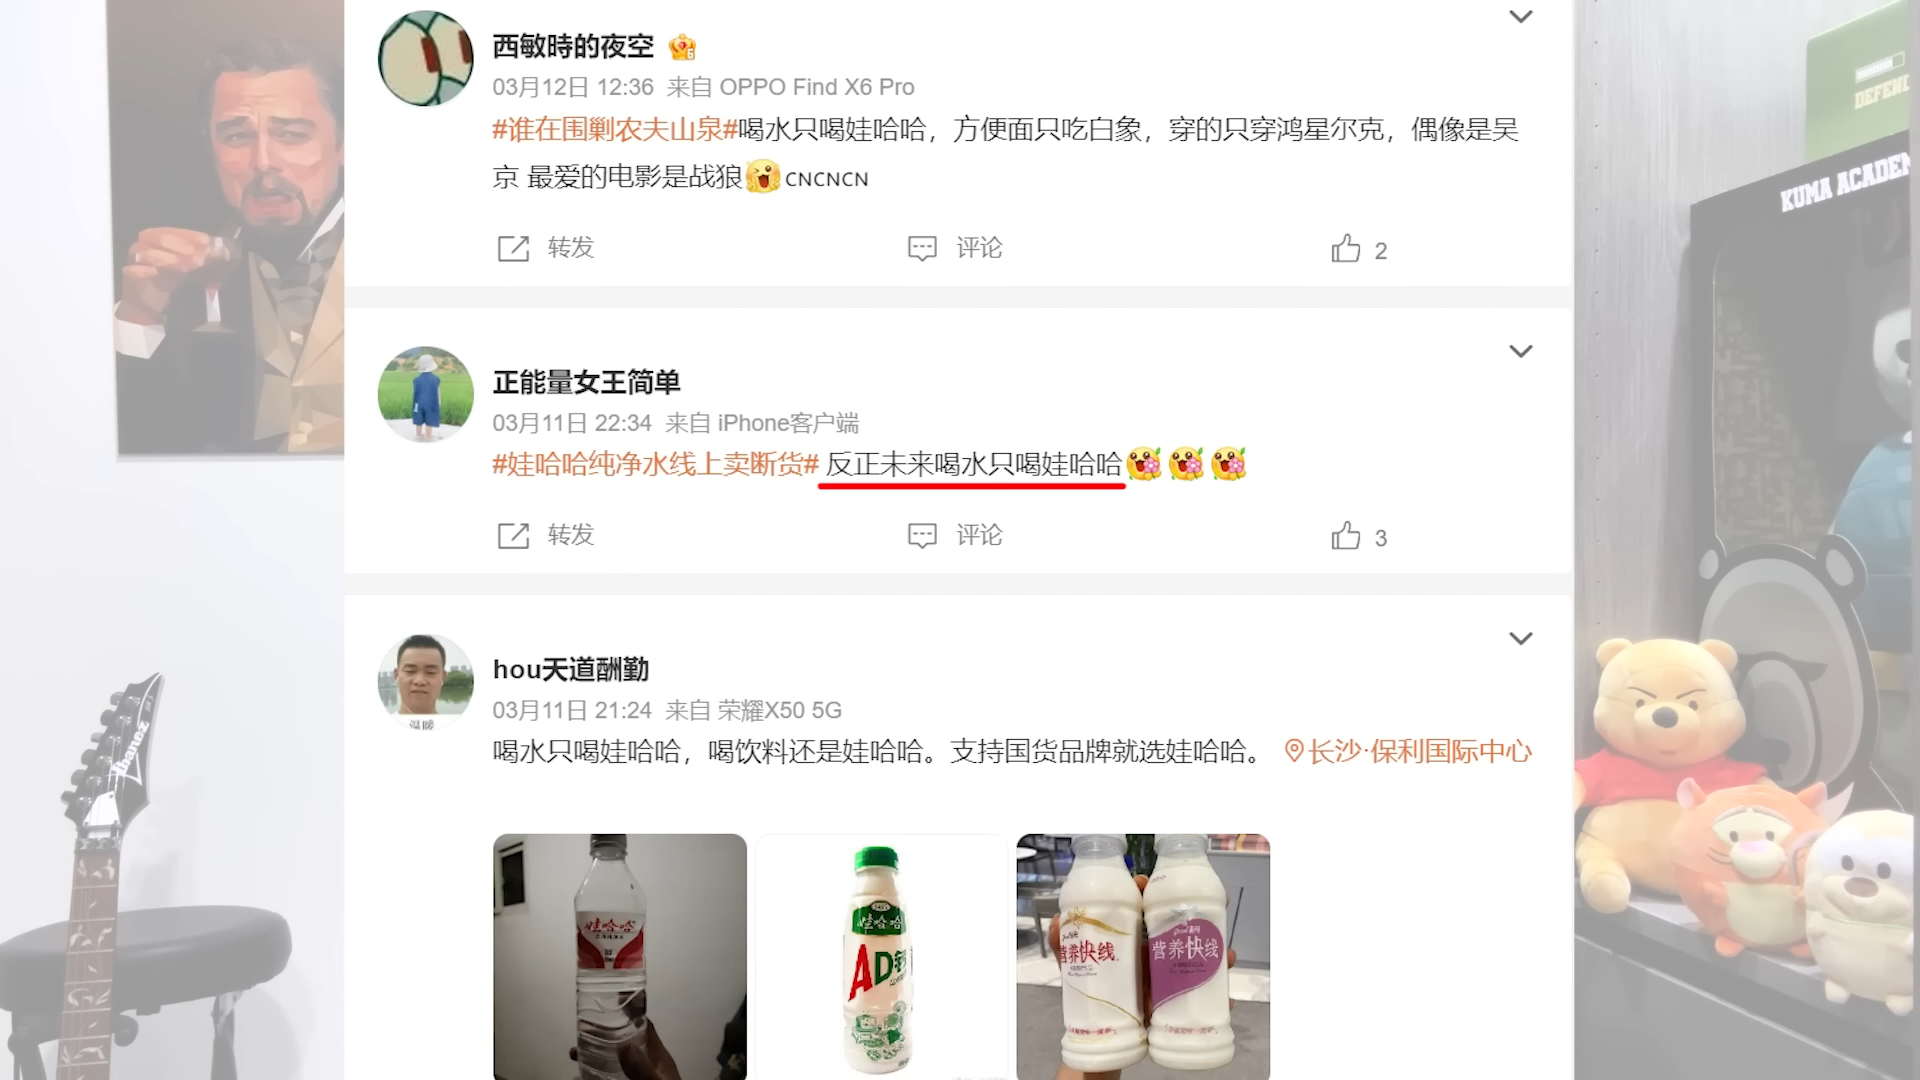 西敏時的夜空
03月12日 12:36 来自 OPPO Find X6 Pro
#谁在围剿农夫山泉#喝水只喝娃哈哈，方便面只吃白象，穿的只穿鸿星尔克，偶像是吴
京 最爱的电影是战狼 CNCNCN
转发 评论 2
正能量女王简单
03月11日 22:34 来自 iPhone客户端
#娃哈哈纯净水线上卖断货# 反正未来喝水只喝娃哈哈
转发 评论 3
hou天道酬勤
03月11日 21:24 来自 荣耀X50 5G
喝水只喝娃哈哈，喝饮料还是娃哈哈。支持国货品牌就选娃哈哈。 长沙·保利国际中心
温暖
娃哈哈
娃哈哈
AD钙
营养快线
营养快线
Ibanez
DEFEND
KUMA ACADEM